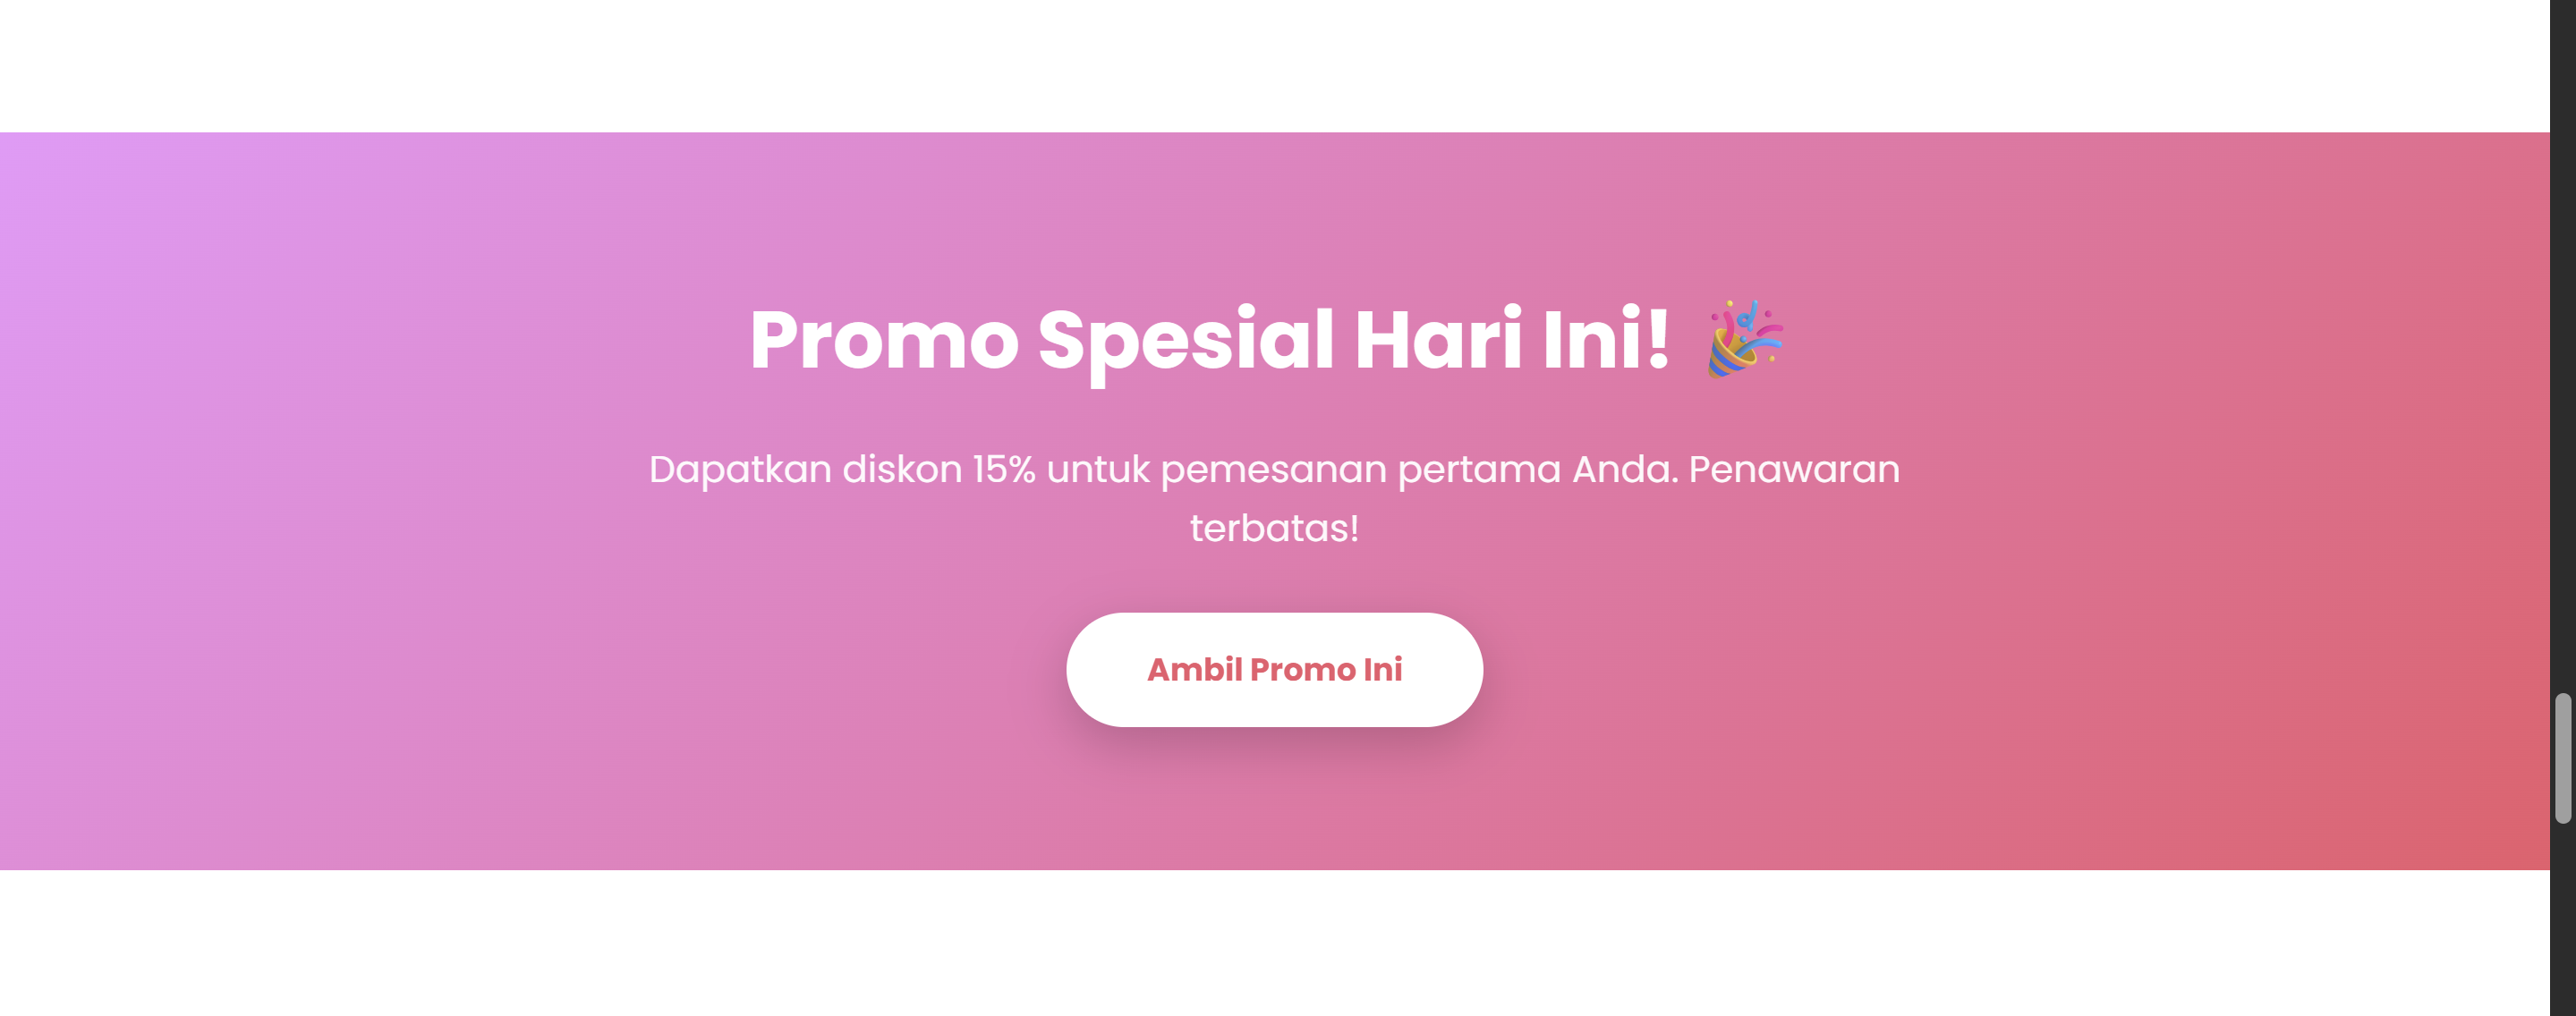 Promo Spesial Hari Ini! 🎉
Dapatkan diskon 15% untuk pemesanan pertama Anda. Penawaran
terbatas!
Ambil Promo Ini